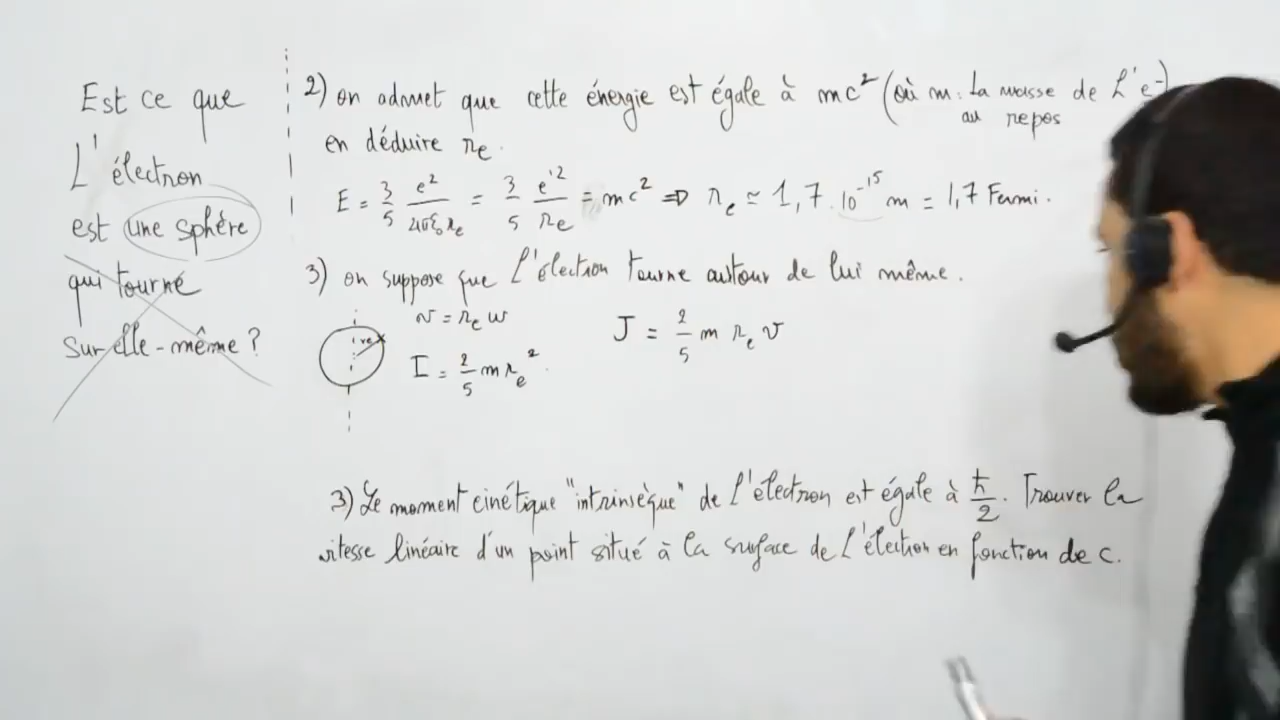 Est ce que
L'électron
est une sphère
qui tourne
sur elle-même ?
2) on admet que cette énergie est égale à mc² (où m : la masse de l'e⁻)
au repos
en déduire re.
E = 3/5 e²/4πε₀re = 3/5 e'²/re = mc² ⇒ re ≃ 1,7 . 10⁻¹⁵ m = 1,7 Fermi.
3) on suppose que l'électron tourne autour de lui même.
v = re ω
re
J = 2/5 m re v
I = 2/5 m re².
3) Le moment cinétique "intrinsèque" de l'électron est égale à ħ/2. Trouver la
vitesse linéaire d'un point situé à la surface de l'électron en fonction de c.